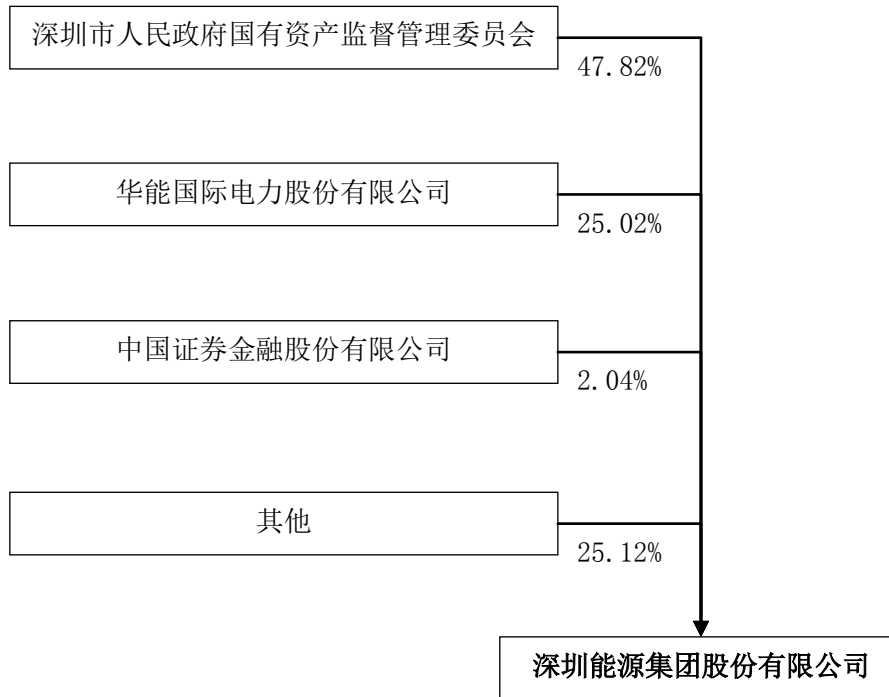 深圳市人民政府国有资产监督管理委员会
47.82%
华能国际电力股份有限公司
25.02%
中国证券金融股份有限公司
2.04%
其他
25.12%
深圳能源集团股份有限公司